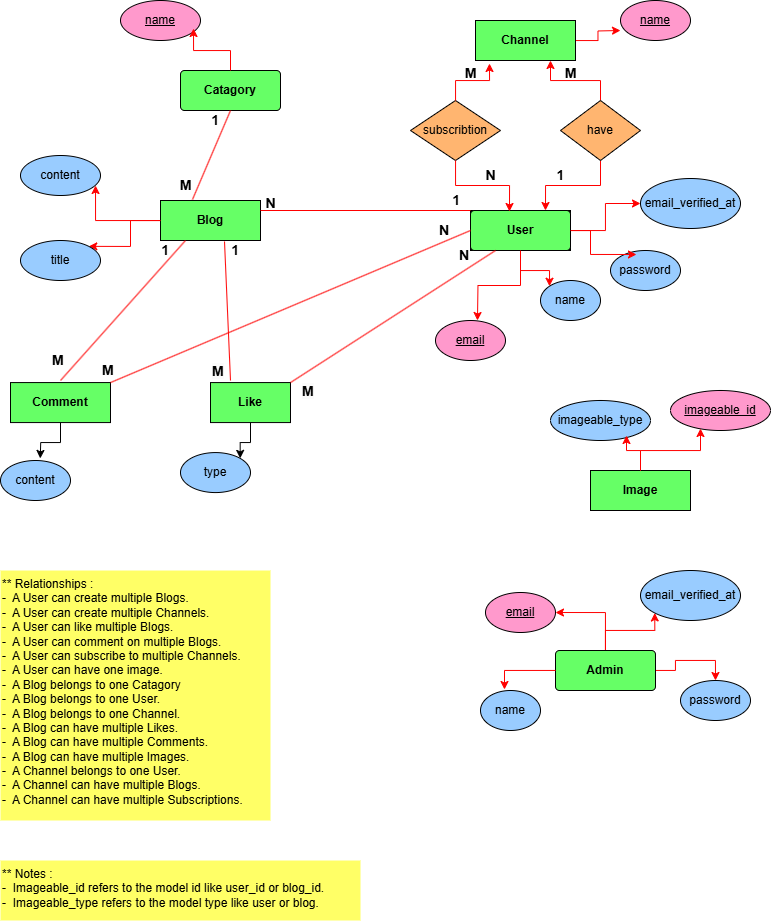 name
Channel
name
Catagory
M
M
1
subscribtion
have
content
M
N
1
email_verified_at
N
1
Blog
User
N
1
1
N
title
password
name
email
M
M
M
M
Comment
Like
imageable_type
imageable_id
content
type
Image
** Relationships :
- A User can create multiple Blogs.
- A User can create multiple Channels.
- A User can like multiple Blogs.
- A User can comment on multiple Blogs.
- A User can subscribe to multiple Channels.
- A User can have one image.
- A Blog belongs to one Catagory
- A Blog belongs to one User.
- A Blog belongs to one Channel.
- A Blog can have multiple Likes.
- A Blog can have multiple Comments.
- A Blog can have multiple Images.
- A Channel belongs to one User.
- A Channel can have multiple Blogs.
- A Channel can have multiple Subscriptions.
email
email_verified_at
Admin
name
password
** Notes :
- Imageable_id refers to the model id like user_id or blog_id.
- Imageable_type refers to the model type like user or blog.